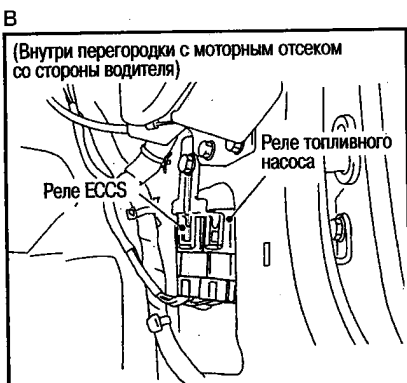 В
(Внутри перегородки с моторным отсеком
со стороны водителя)
Реле топливного
насоса
Реле ECCS